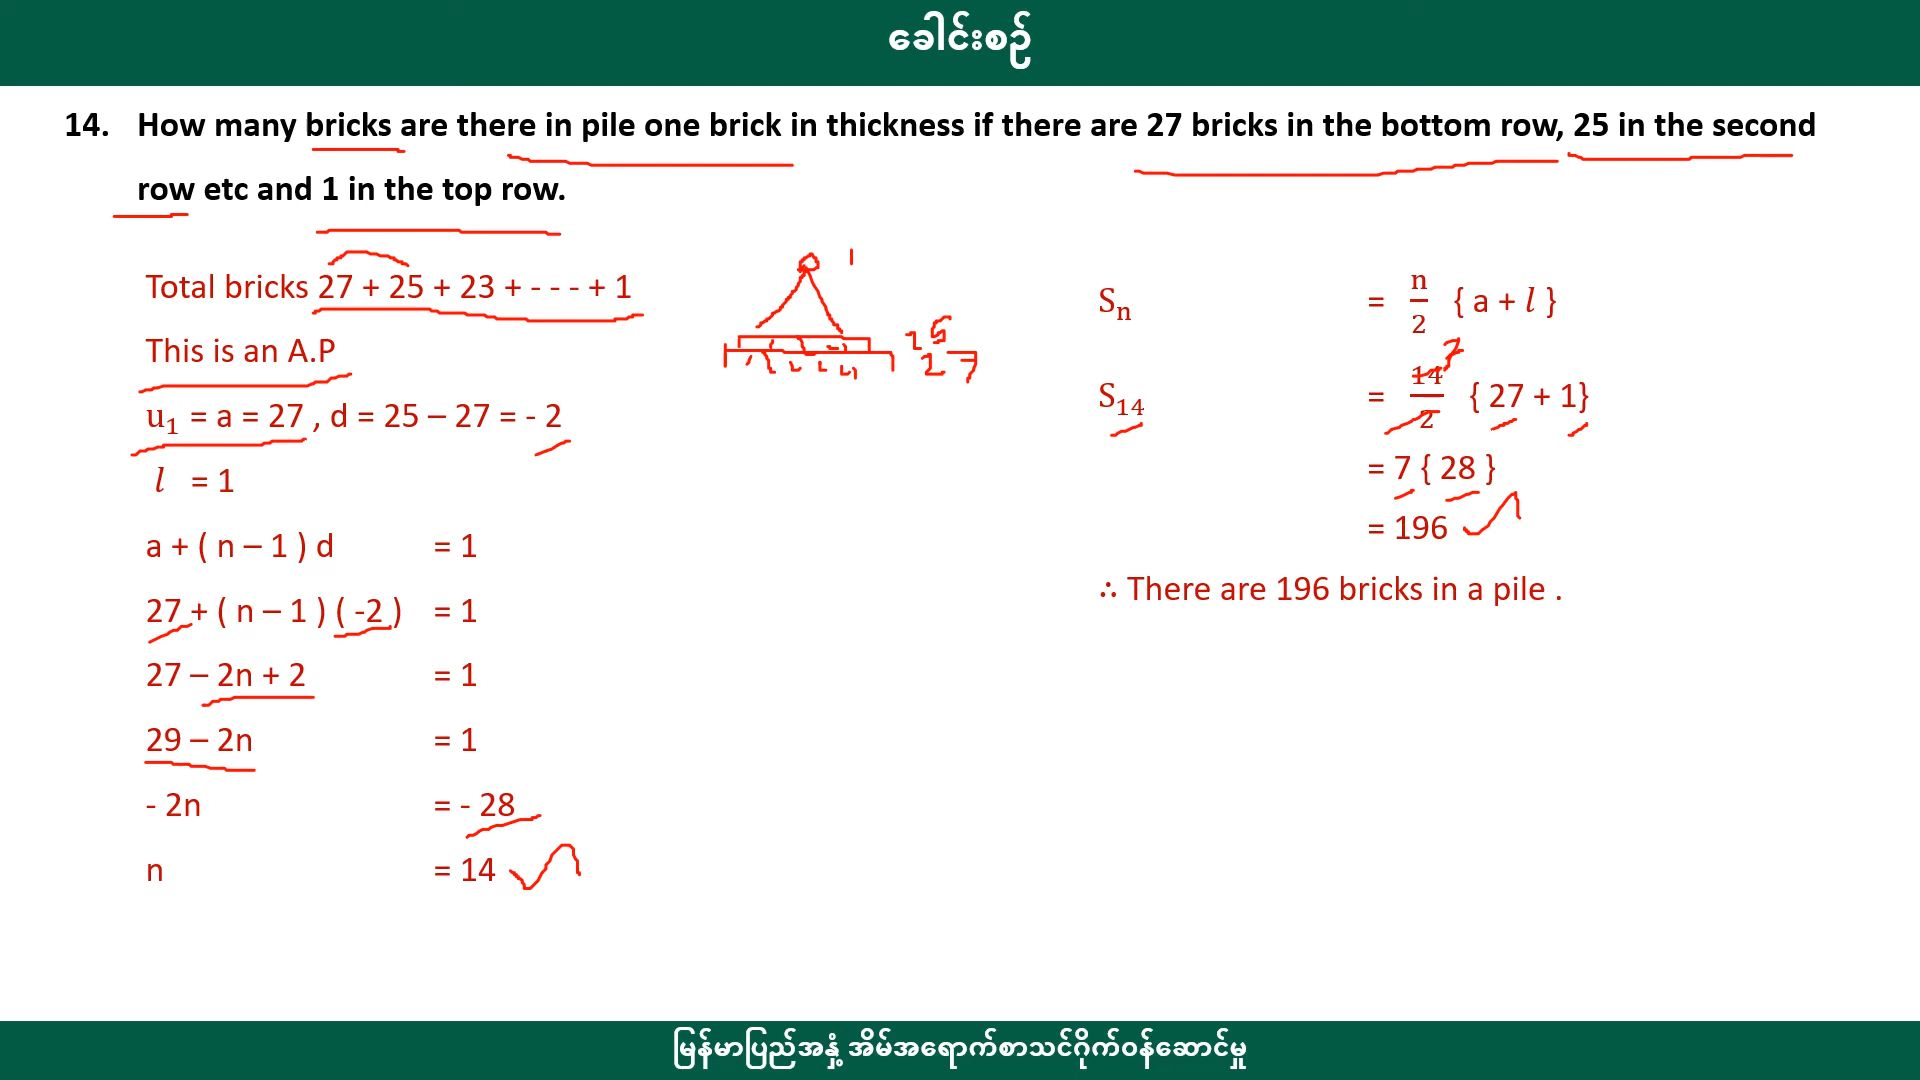 ခေါင်းစဉ်
14. How many bricks are there in pile one brick in thickness if there are 27 bricks in the bottom row, 25 in the second
row etc and 1 in the top row.
Total bricks 27 + 25 + 23 + - - - + 1
This is an A.P
u₁ = a = 27 , d = 25 – 27 = - 2
l = 1
a + ( n – 1 ) d = 1
27 + ( n – 1 ) ( -2 ) = 1
27 – 2n + 2 = 1
29 – 2n = 1
- 2n = - 28
n = 14
1
25
27
Sₙ = n/2 { a + l }
7
S₁₄ = 14/2 { 27 + 1}
= 7 { 28 }
= 196
∴ There are 196 bricks in a pile .
မြန်မာပြည်အနှံ့ အိမ်အရောက်စာသင်ဂိုက်ဝန်ဆောင်မှု